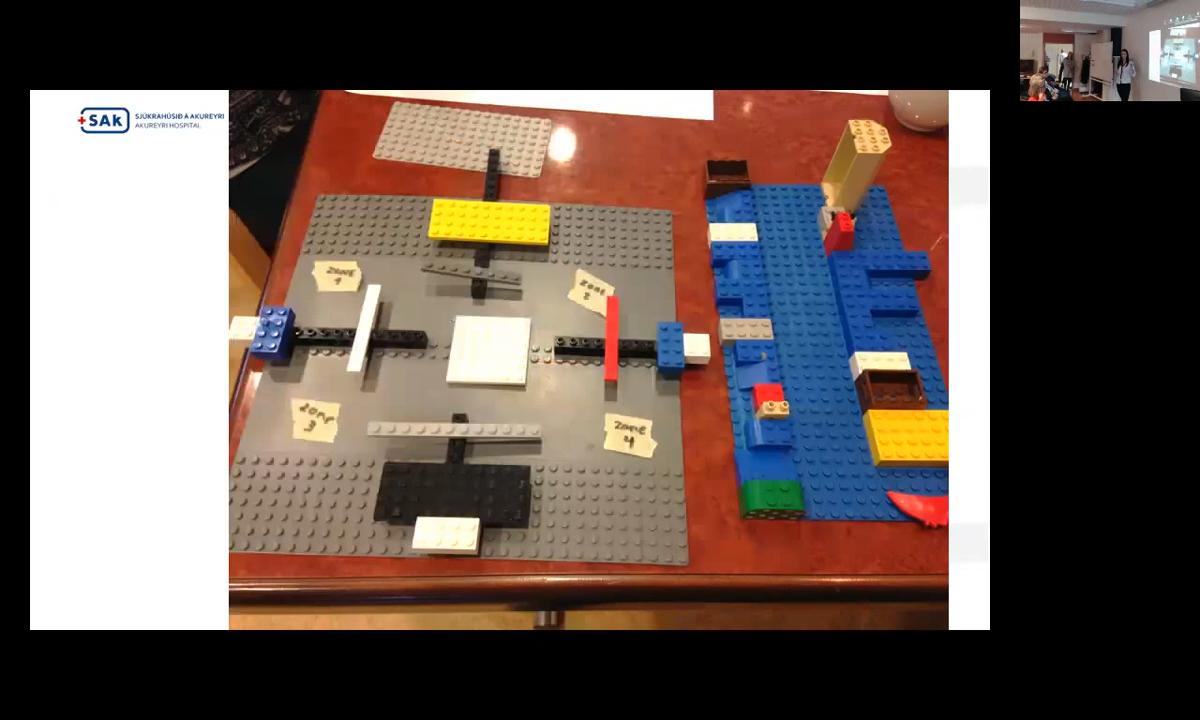 SAK
SJÚKRAHÚSIÐ Á AKUREYRI
AKUREYRI HOSPITAL
ZONE
1
ZONE
2
ZONE
3
ZONE
4